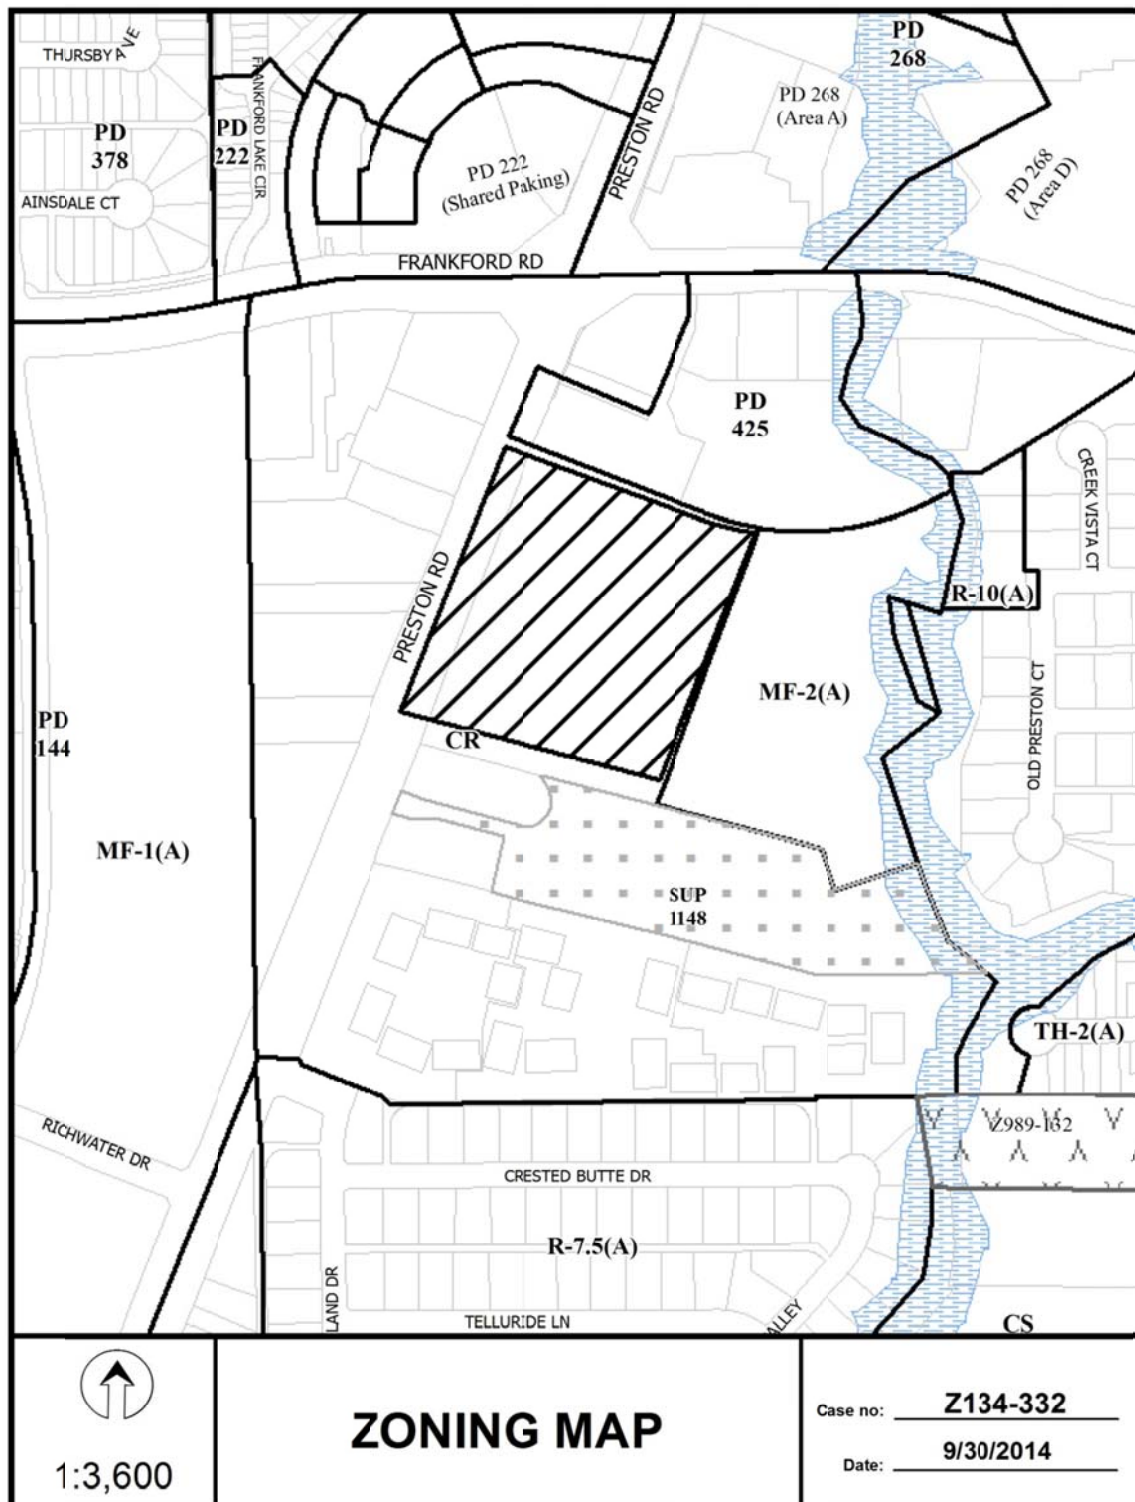 THURSBY AVE
FRANKFORD LAKE CIR
PD
268
PD 268
(Area A)
PD
378
PD
222
PRESTON RD
PD 222
(Shared Paking)
PD 268
(Area D)
AINSDALE CT
FRANKFORD RD
PD
425
CREEK VISTA CT
PRESTON RD
R-10(A)
MF-2(A)
OLD PRESTON CT
PD
144
CR
MF-1(A)
SUP
1148
TH-2(A)
Z989-132
RICHWATER DR
CRESTED BUTTE DR
R-7.5(A)
LAND DR
TELLURIDE LN
ALLEY
CS
1:3,600
ZONING MAP
Case no: Z134-332
Date: 9/30/2014